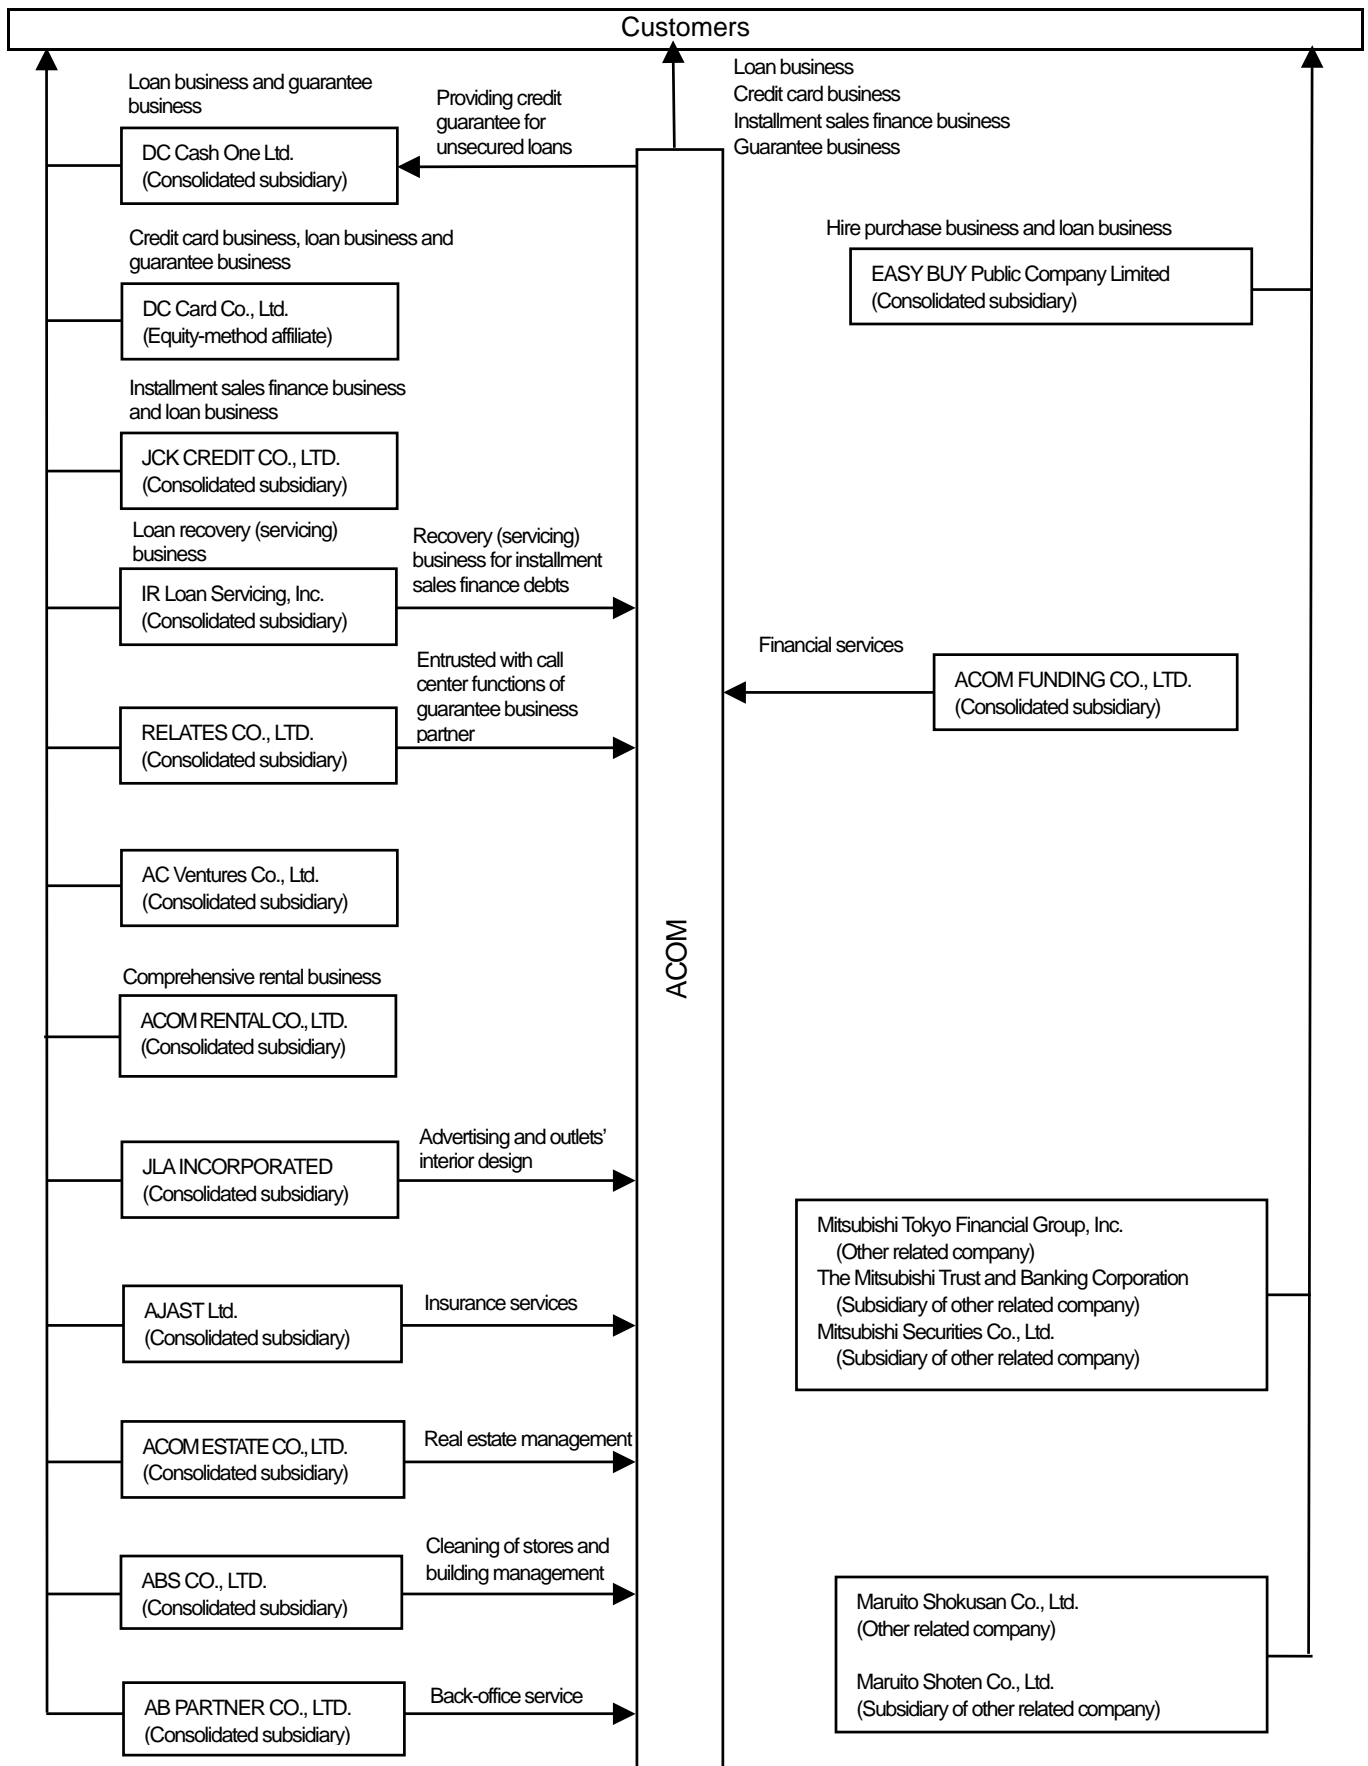 Customers
Loan business and guarantee
business
DC Cash One Ltd.
(Consolidated subsidiary)
Providing credit
guarantee for
unsecured loans
Loan business
Credit card business
Installment sales finance business
Guarantee business
Credit card business, loan business and
guarantee business
DC Card Co., Ltd.
(Equity-method affiliate)
Hire purchase business and loan business
EASY BUY Public Company Limited
(Consolidated subsidiary)
Installment sales finance business
and loan business
JCK CREDIT CO., LTD.
(Consolidated subsidiary)
Loan recovery (servicing)
business
IR Loan Servicing, Inc.
(Consolidated subsidiary)
Recovery (servicing)
business for installment
sales finance debts
Entrusted with call
center functions of
guarantee business
partner
RELATES CO., LTD.
(Consolidated subsidiary)
Financial services
ACOM FUNDING CO., LTD.
(Consolidated subsidiary)
AC Ventures Co., Ltd.
(Consolidated subsidiary)
ACOM
Comprehensive rental business
ACOM RENTAL CO., LTD.
(Consolidated subsidiary)
JLA INCORPORATED
(Consolidated subsidiary)
Advertising and outlets’
interior design
Mitsubishi Tokyo Financial Group, Inc.
(Other related company)
The Mitsubishi Trust and Banking Corporation
(Subsidiary of other related company)
Mitsubishi Securities Co., Ltd.
(Subsidiary of other related company)
AJAST Ltd.
(Consolidated subsidiary)
Insurance services
ACOM ESTATE CO., LTD.
(Consolidated subsidiary)
Real estate management
ABS CO., LTD.
(Consolidated subsidiary)
Cleaning of stores and
building management
Maruito Shokusan Co., Ltd.
(Other related company)
Maruito Shoten Co., Ltd.
(Subsidiary of other related company)
AB PARTNER CO., LTD.
(Consolidated subsidiary)
Back-office service